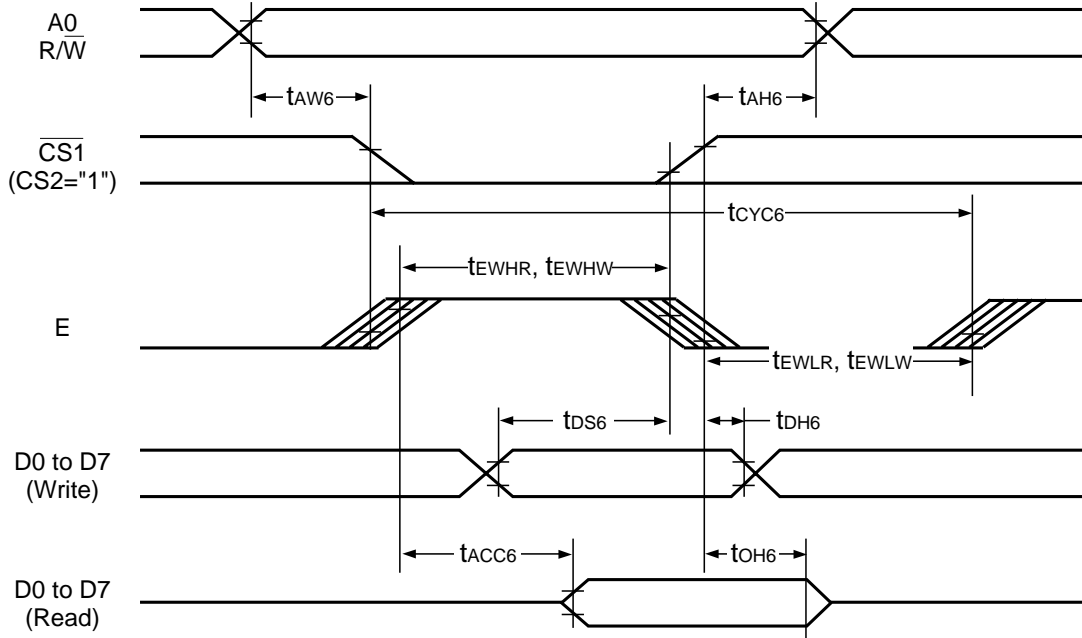 A0
R/W̅
tAW6
tAH6
C̅S̅1̅
(CS2="1")
tCYC6
tEWHR, tEWHW
E
tEWLR, tEWLW
tDS6
tDH6
D0 to D7
(Write)
tACC6
tOH6
D0 to D7
(Read)